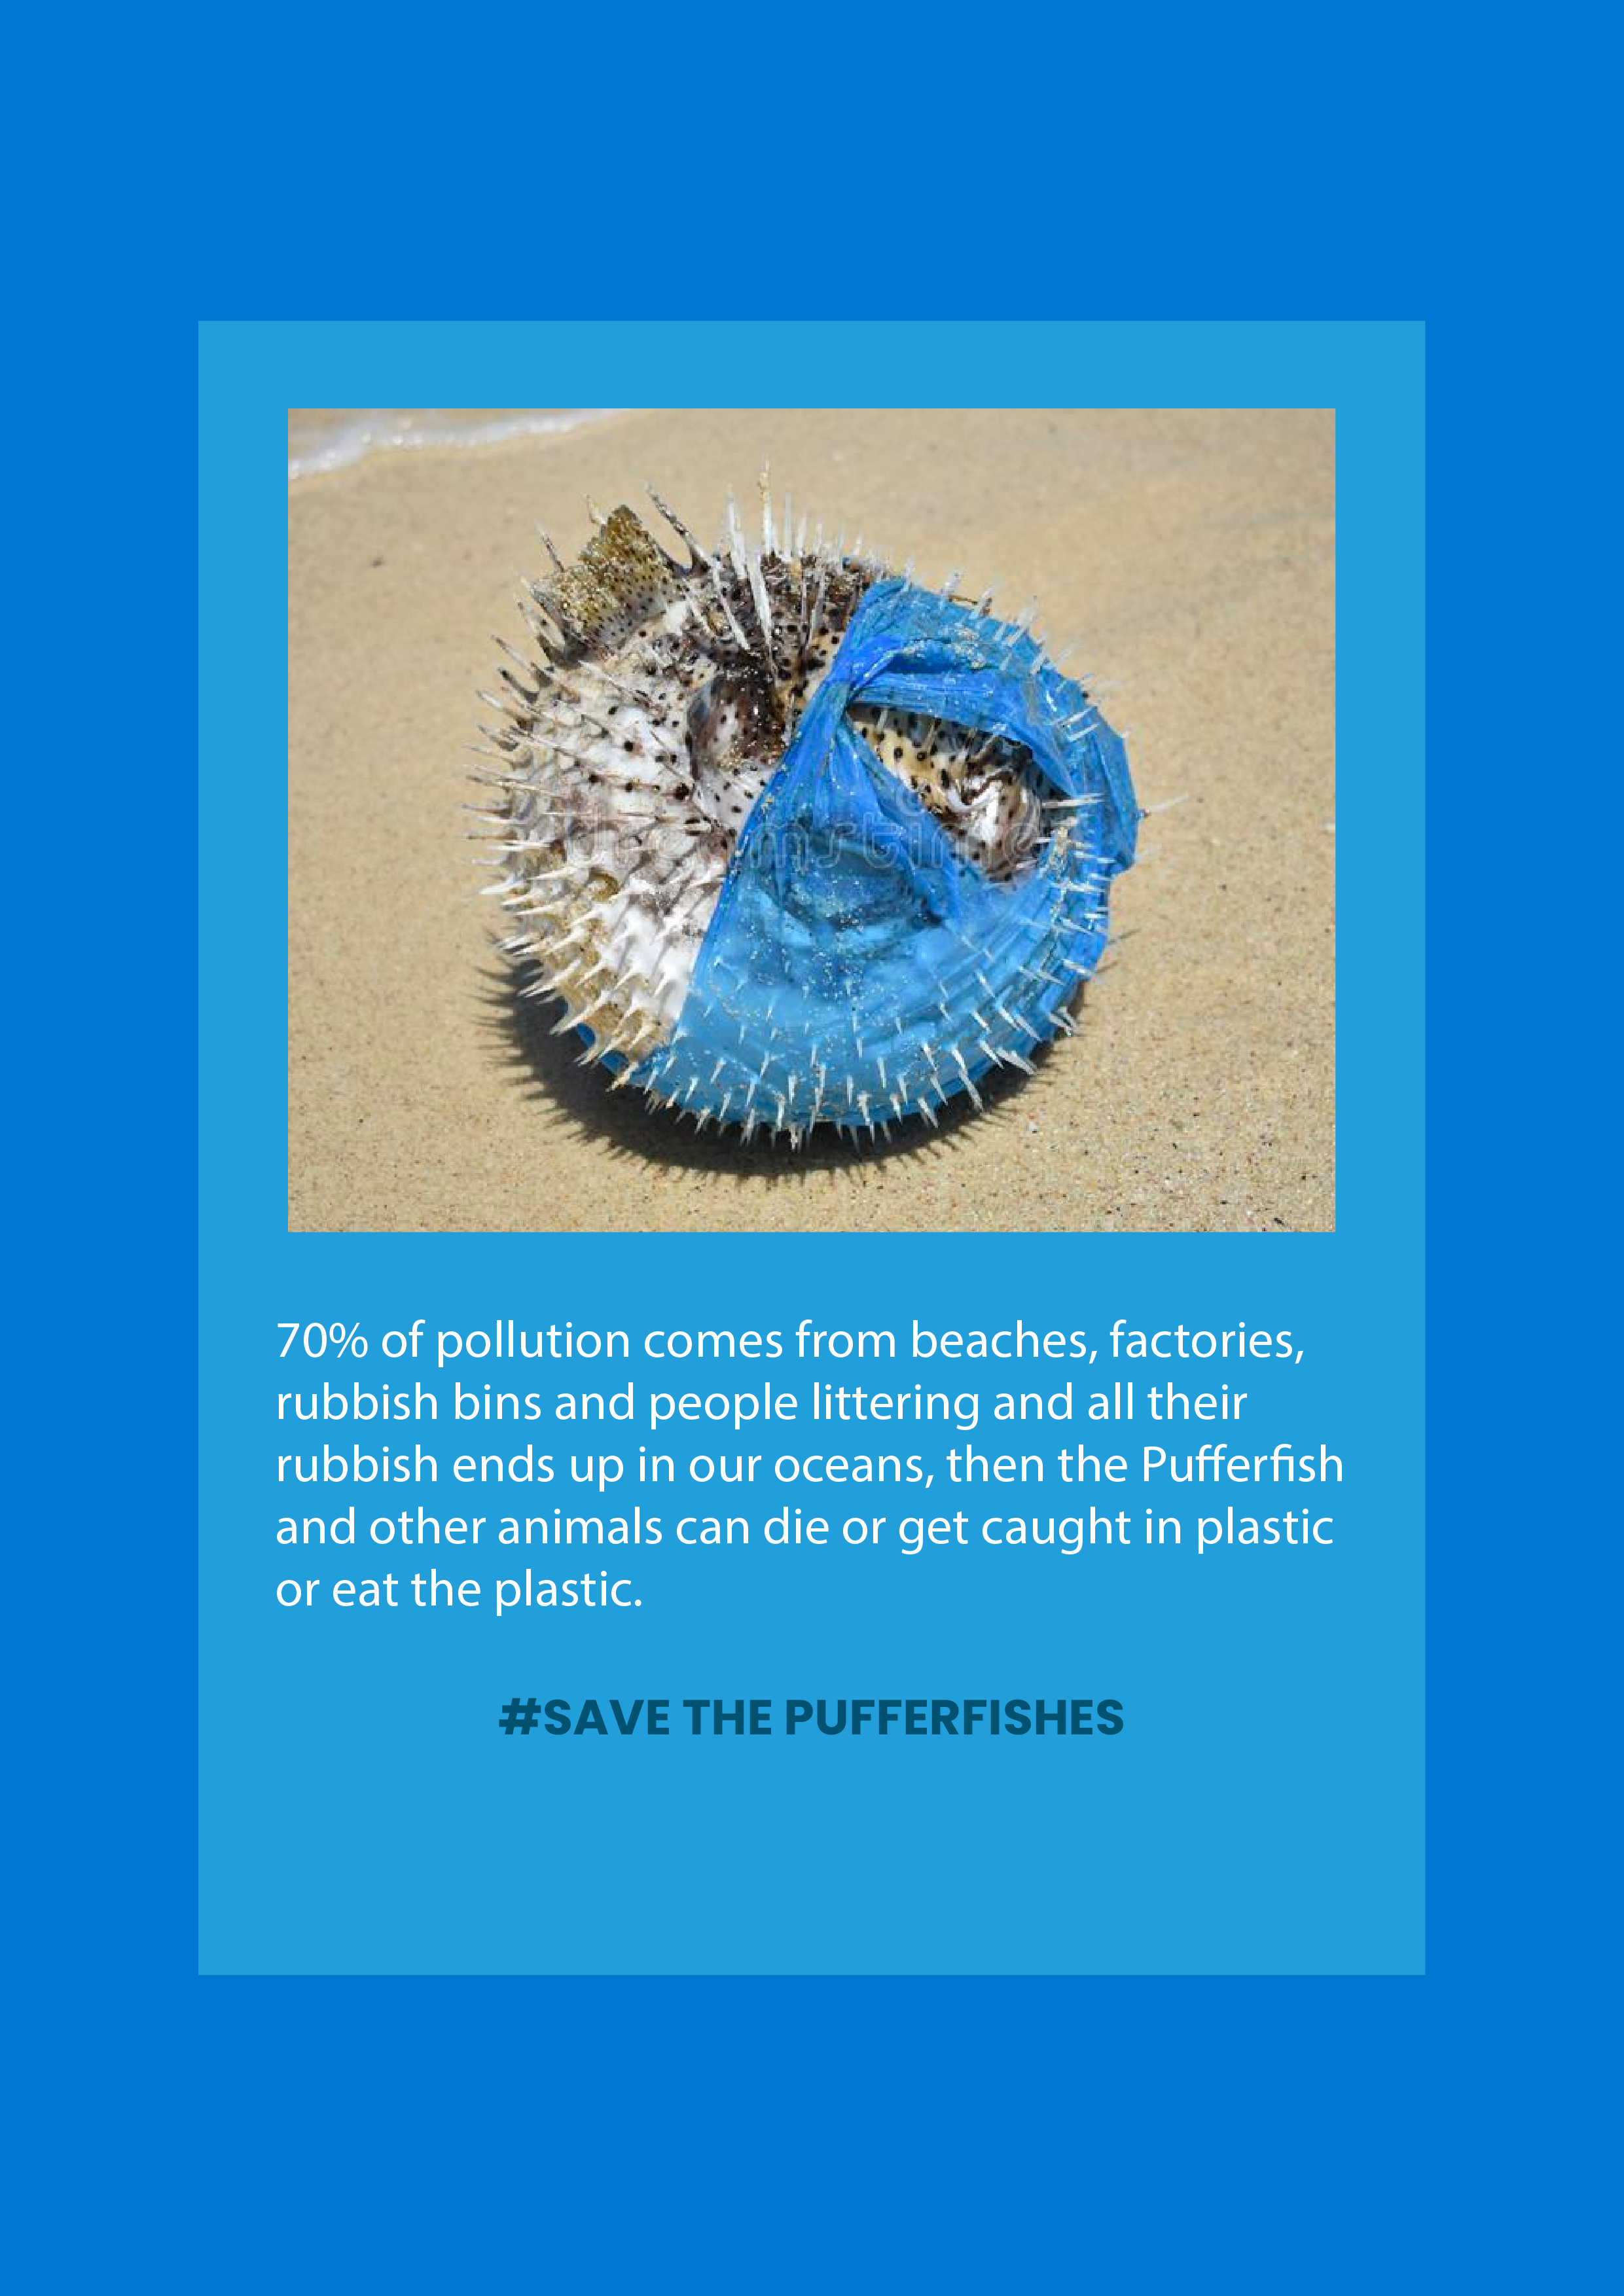 dreamstime
70% of pollution comes from beaches, factories,
rubbish bins and people littering and all their
rubbish ends up in our oceans, then the Pufferfish
and other animals can die or get caught in plastic
or eat the plastic.
#SAVE THE PUFFERFISHES